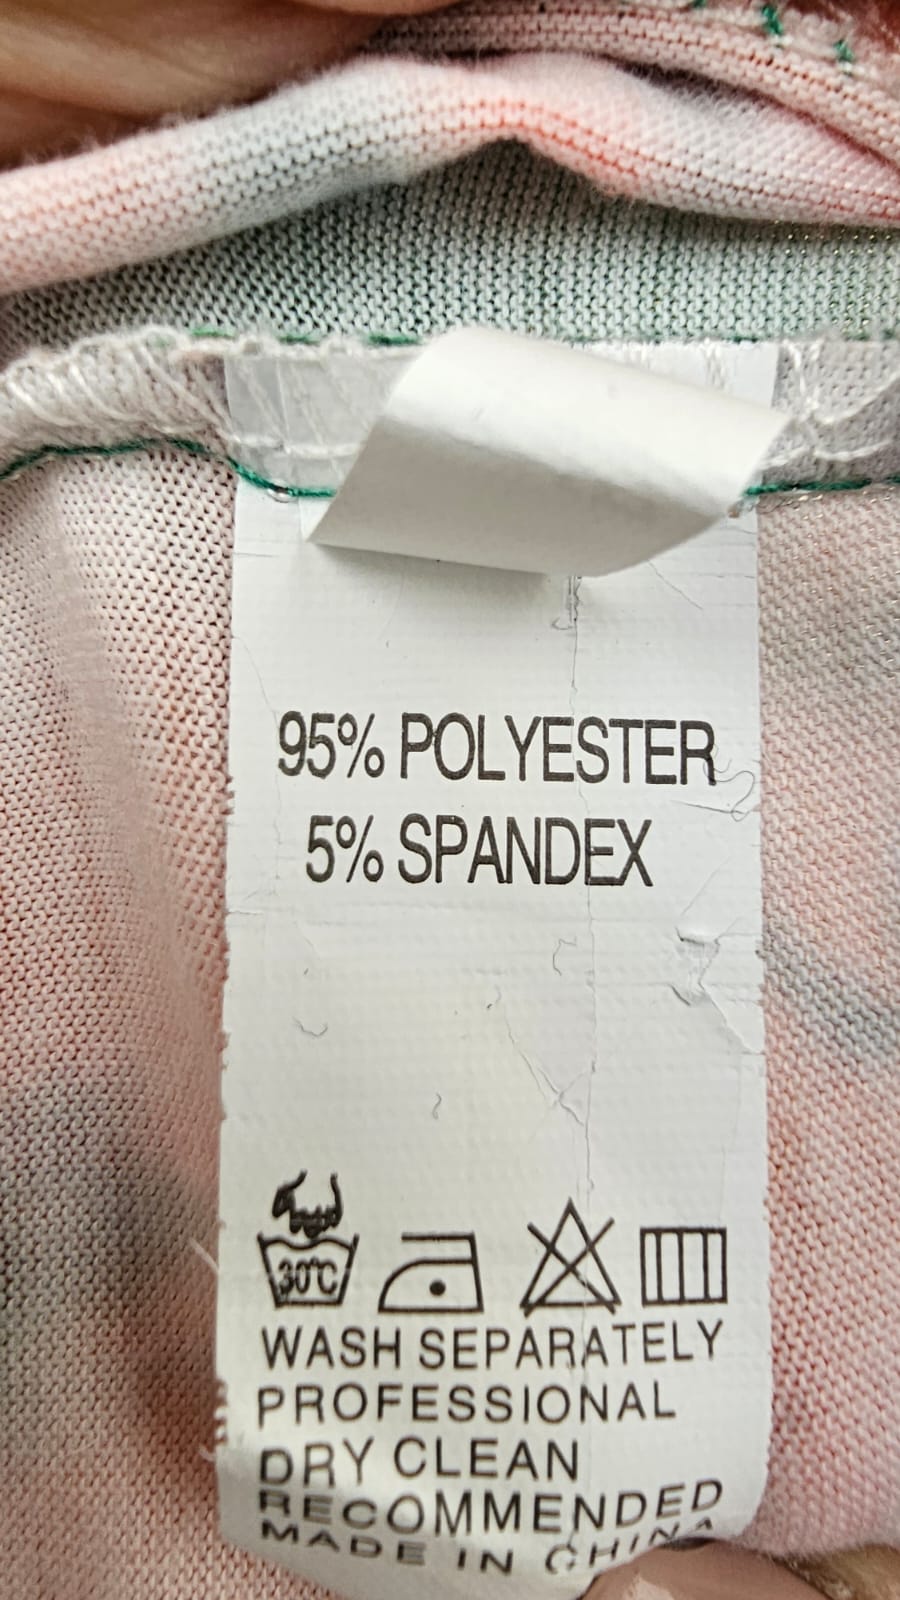 95% POLYESTER
5% SPANDEX
30°C
WASH SEPARATELY
PROFESSIONAL
DRY CLEAN
RECOMMENDED
MADE IN CHINA